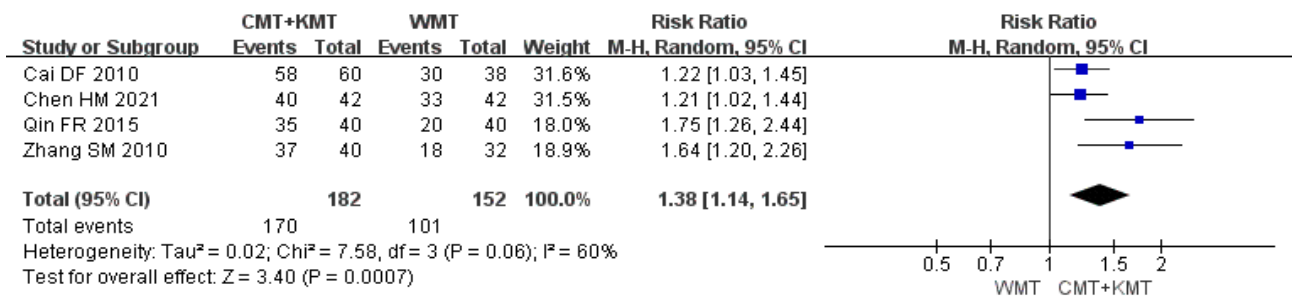 CMT+KMT WMT Risk Ratio Risk Ratio
Study or Subgroup Events Total Events Total Weight M-H, Random, 95% CI M-H, Random, 95% CI
Cai DF 2010 58 60 30 38 31.6% 1.22 [1.03, 1.45]
Chen HM 2021 40 42 33 42 31.5% 1.21 [1.02, 1.44]
Qin FR 2015 35 40 20 40 18.0% 1.75 [1.26, 2.44]
Zhang SM 2010 37 40 18 32 18.9% 1.64 [1.20, 2.26]
Total (95% CI) 182 152 100.0% 1.38 [1.14, 1.65]
Total events 170 101
Heterogeneity: Tau² = 0.02; Chi² = 7.58, df = 3 (P = 0.06); I² = 60%
Test for overall effect: Z = 3.40 (P = 0.0007)
0.5 0.7 1 1.5 2
WMT CMT+KMT